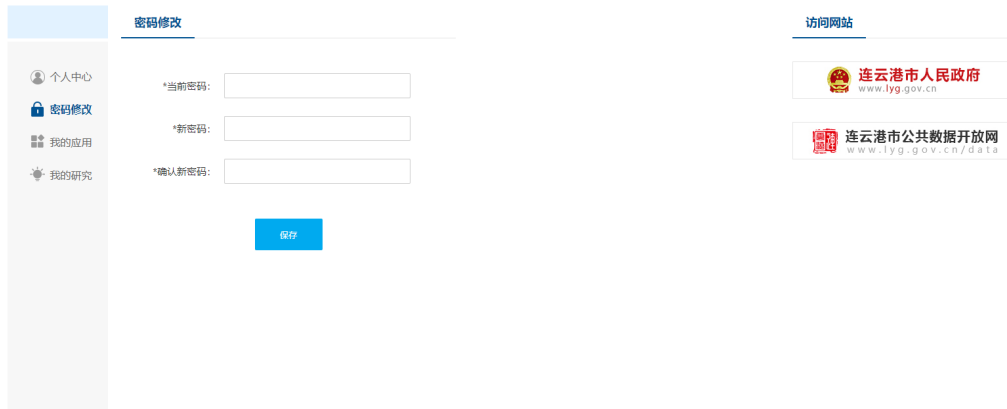 密码修改
个人中心
密码修改
我的应用
我的研究
*当前密码：
*新密码：
*确认新密码：
保存
访问网站
连云港市人民政府
www.lyg.gov.cn
连云港市公共数据开放网
www.lyg.gov.cn/data